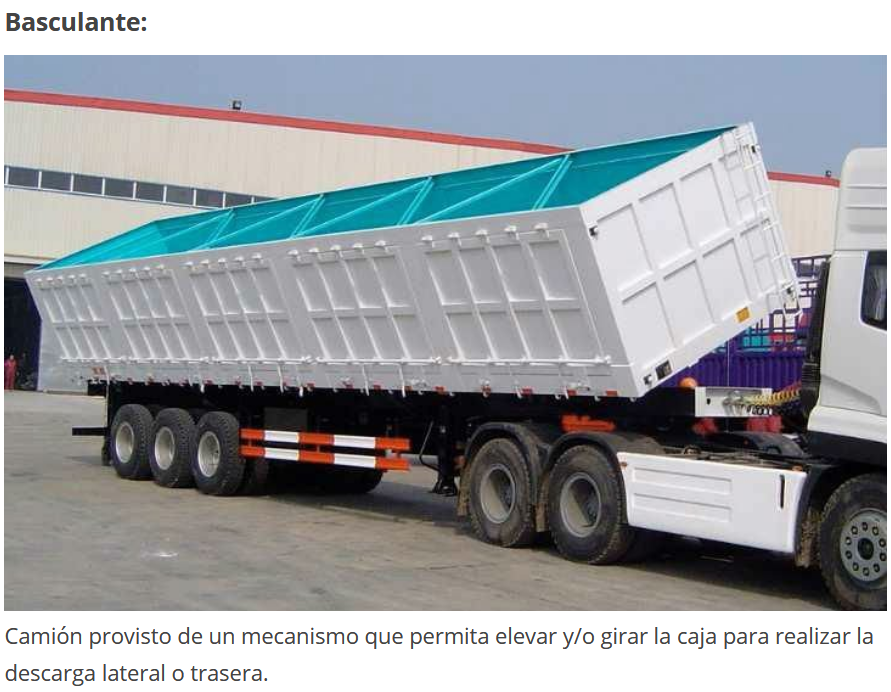 Basculante:
Camión provisto de un mecanismo que permita elevar y/o girar la caja para realizar la
descarga lateral o trasera.